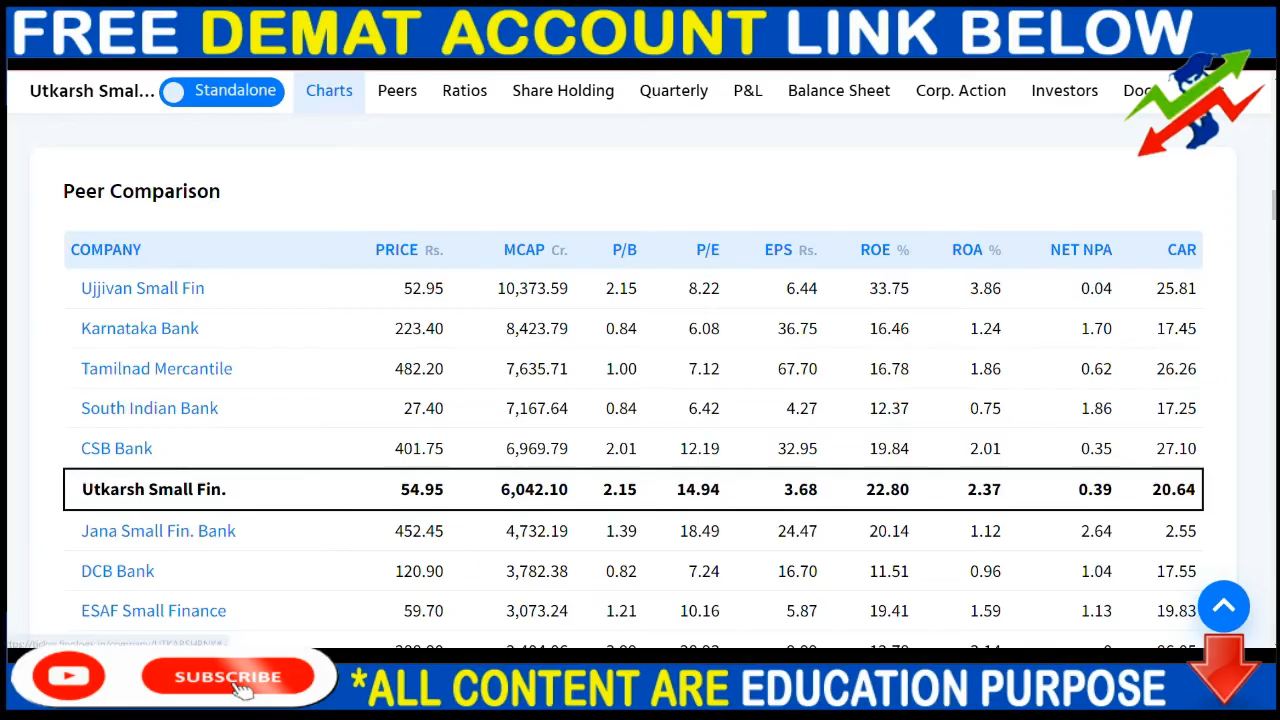 FREE DEMAT ACCOUNT LINK BELOW
Utkarsh Smal... Standalone Charts Peers Ratios Share Holding Quarterly P&L Balance Sheet Corp. Action Investors
Peer Comparison
COMPANY PRICE Rs. MCAP Cr. P/B P/E EPS Rs. ROE % ROA % NET NPA CAR
Ujjivan Small Fin 52.95 10,373.59 2.15 8.22 6.44 33.75 3.86 0.04 25.81
Karnataka Bank 223.40 8,423.79 0.84 6.08 36.75 16.46 1.24 1.70 17.45
Tamilnad Mercantile 482.20 7,635.71 1.00 7.12 67.70 16.78 1.86 0.62 26.26
South Indian Bank 27.40 7,167.64 0.84 6.42 4.27 12.37 0.75 1.86 17.25
CSB Bank 401.75 6,969.79 2.01 12.19 32.95 19.84 2.01 0.35 27.10
Utkarsh Small Fin. 54.95 6,042.10 2.15 14.94 3.68 22.80 2.37 0.39 20.64
Jana Small Fin. Bank 452.45 4,732.19 1.39 18.49 24.47 20.14 1.12 2.64 2.55
DCB Bank 120.90 3,782.38 0.82 7.24 16.70 11.51 0.96 1.04 17.55
ESAF Small Finance 59.70 3,073.24 1.21 10.16 5.87 19.41 1.59 1.13 19.83
SUBSCRIBE
*ALL CONTENT ARE EDUCATION PURPOSE